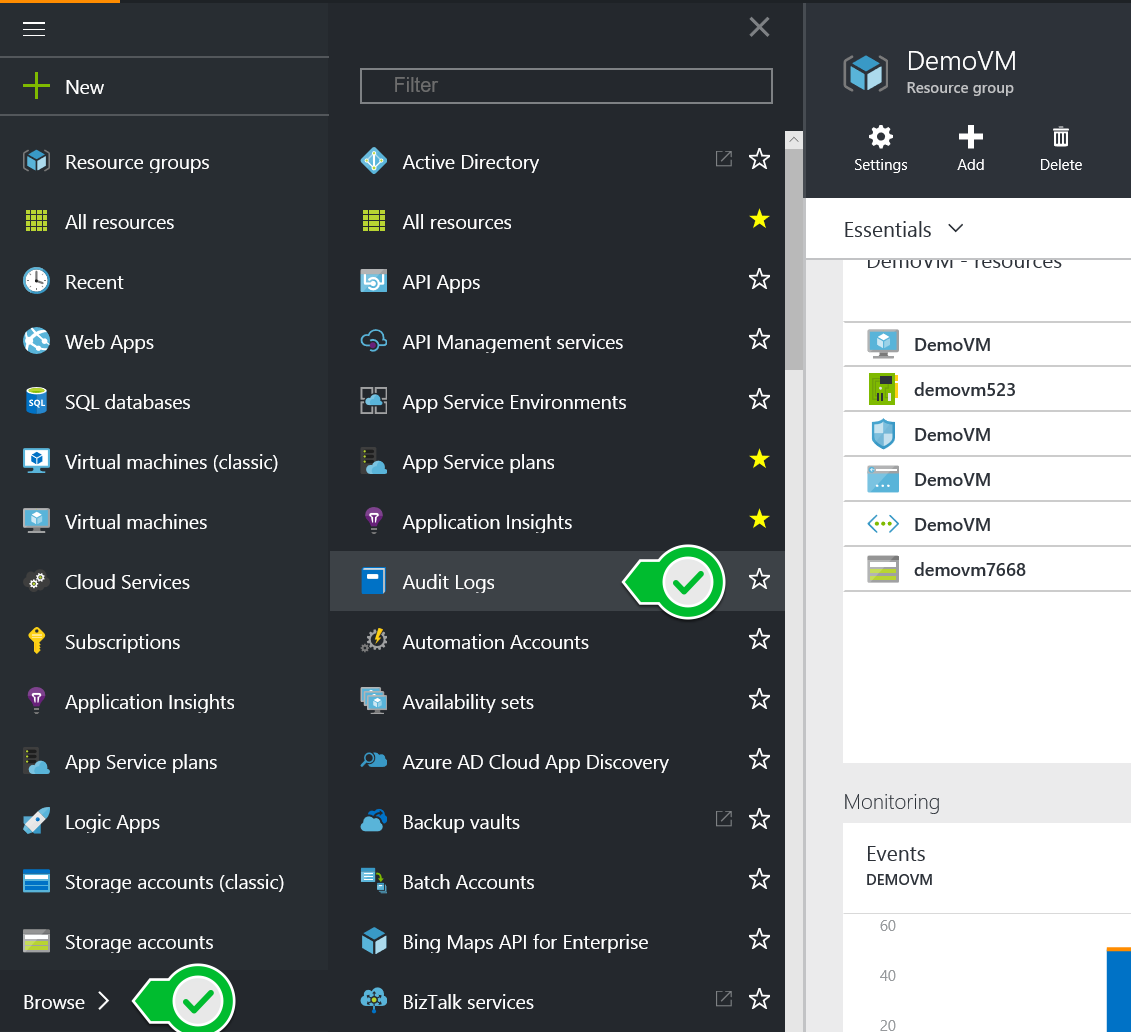 New
Resource groups
All resources
Recent
Web Apps
SQL databases
Virtual machines (classic)
Virtual machines
Cloud Services
Subscriptions
Application Insights
App Service plans
Logic Apps
Storage accounts (classic)
Storage accounts
Browse
Filter
Active Directory
All resources
API Apps
API Management services
App Service Environments
App Service plans
Application Insights
Audit Logs
Automation Accounts
Availability sets
Azure AD Cloud App Discovery
Backup vaults
Batch Accounts
Bing Maps API for Enterprise
BizTalk services
DemoVM
Resource group
Settings Add Delete
Essentials
DemoVM - resources
DemoVM
demovm523
DemoVM
DemoVM
DemoVM
demovm7668
Monitoring
Events
DEMOVM
60
40
20
SQL